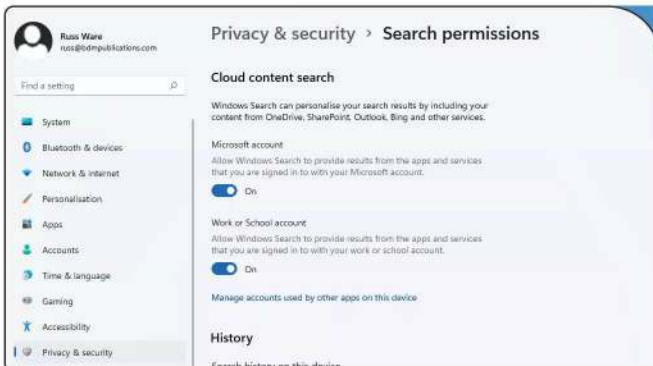 Russ Ware
russ@bdmpublications.com
Find a setting
System
Bluetooth & devices
Network & internet
Personalisation
Apps
Accounts
Time & language
Gaming
Accessibility
Privacy & security
Privacy & security > Search permissions
Cloud content search
Windows Search can personalise your search results by including your
content from OneDrive, SharePoint, Outlook, Bing and other services.
Microsoft account
Allow Windows Search to provide results from the apps and services
that you are signed in to with your Microsoft account.
On
Work or School account
Allow Windows Search to provide results from the apps and services
that you are signed in to with your work or school account.
On
Manage accounts used by other apps on this device
History
Search history on this device